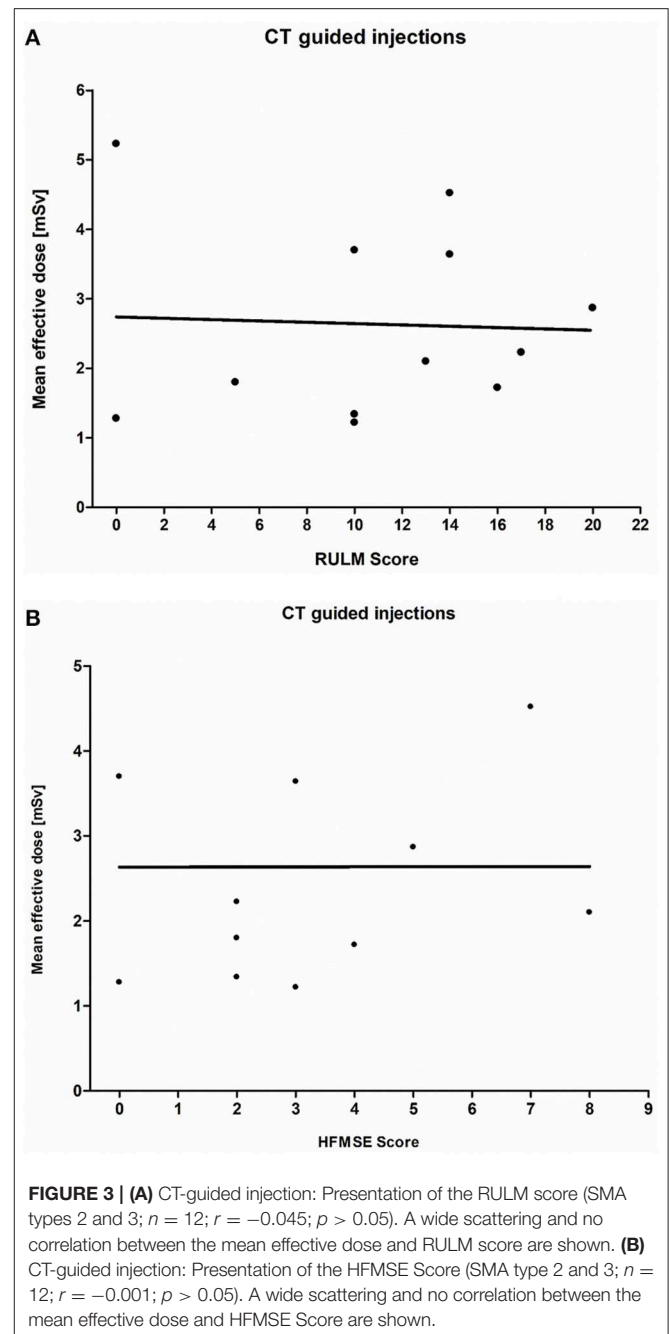 A
CT guided injections
Mean effective dose [mSv]
6
5
4
3
2
1
0
0 2 4 6 8 10 12 14 16 18 20 22
RULM Score
B
CT guided injections
Mean effective dose [mSv]
5
4
3
2
1
0
0 1 2 3 4 5 6 7 8 9
HFMSE Score
FIGURE 3 | (A) CT-guided injection: Presentation of the RULM score (SMA
types 2 and 3; n = 12; r = −0.045; p > 0.05). A wide scattering and no
correlation between the mean effective dose and RULM score are shown. (B)
CT-guided injection: Presentation of the HFMSE Score (SMA type 2 and 3; n =
12; r = −0.001; p > 0.05). A wide scattering and no correlation between the
mean effective dose and HFMSE Score are shown.